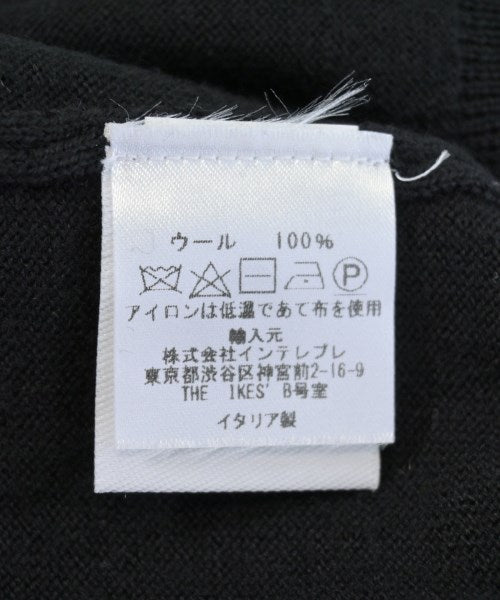 ウール 100%
P
アイロンは低温であて布を使用
輸入元
株式会社インテレプレ
東京都渋谷区神宮前2-16-9
THE IKES' B号室
イタリア製